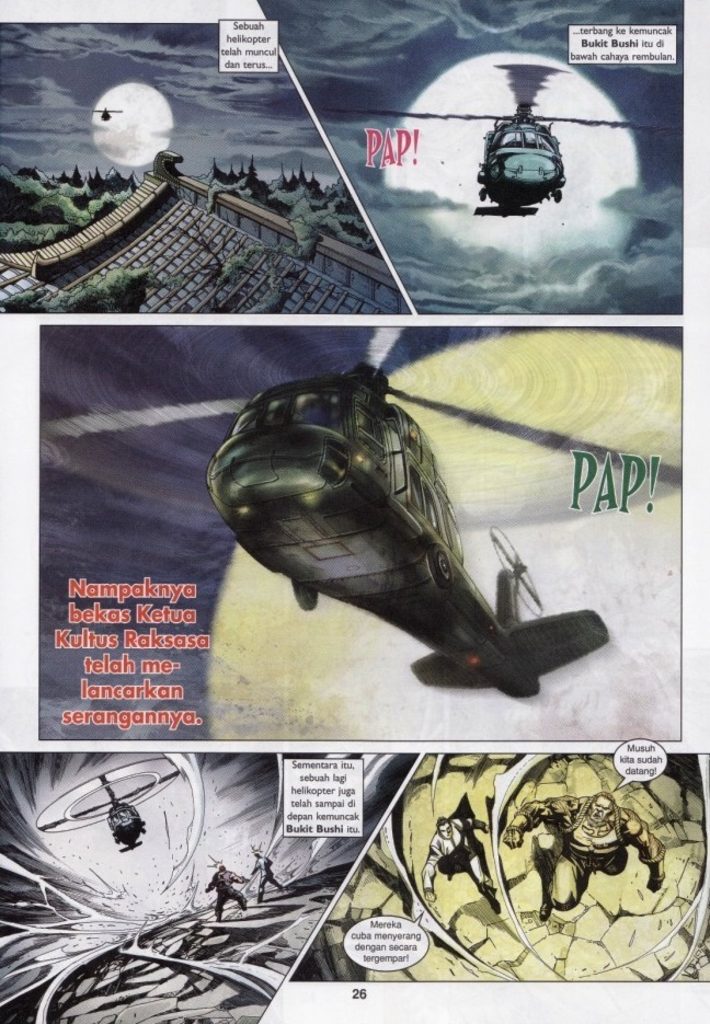 Sebuah
helikopter
telah muncul
dan terus...
...terbang ke kemuncak
Bukit Bushi itu di
bawah cahaya rembulan.
PAP!
PAP!
Nampaknya
bekas Ketua
Kultus Raksasa
telah me-
lancarkan
serangannya.
Sementara itu,
sebuah lagi
helikopter juga
telah sampai di
depan kemuncak
Bukit Bushi itu.
Musuh
kita sudah
datang!
Mereka
cuba menyerang
dengan secara
tergempar!
26